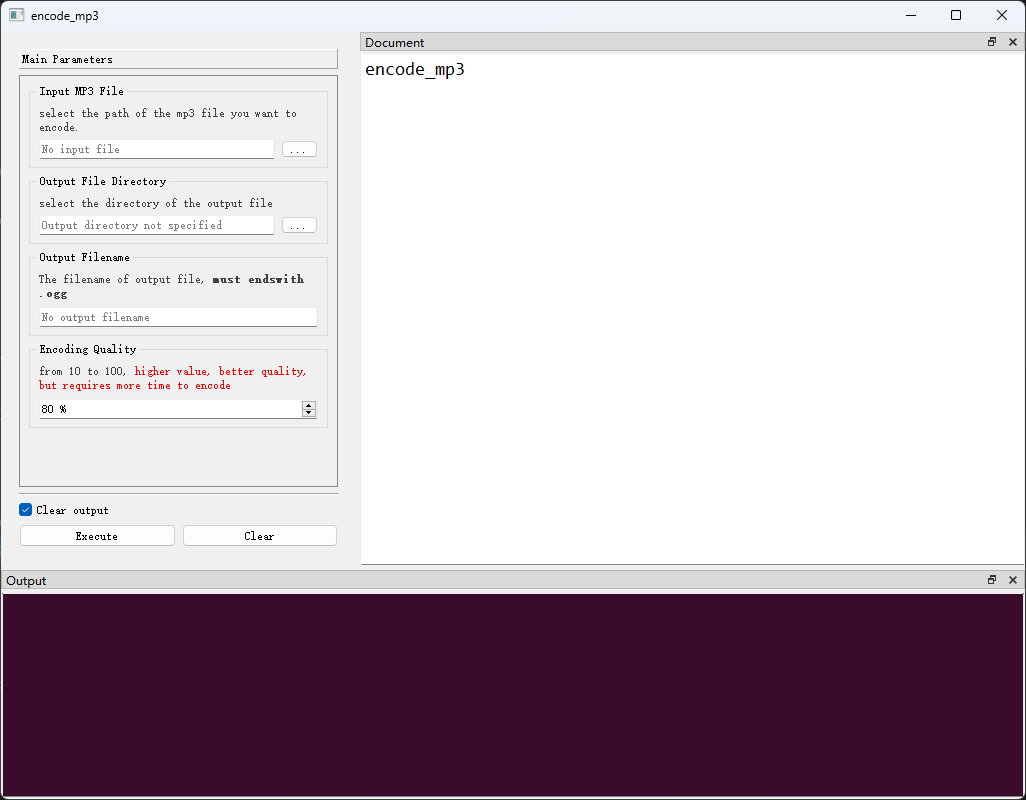 encode_mp3
Main Parameters
Input MP3 File
select the path of the mp3 file you want to
encode.
No input file
...
Output File Directory
select the directory of the output file
Output directory not specified
...
Output Filename
The filename of output file, must endswith
.ogg
No output filename
Encoding Quality
from 10 to 100, higher value, better quality,
but requires more time to encode
80 %
Clear output
Execute
Clear
Document
encode_mp3
Output